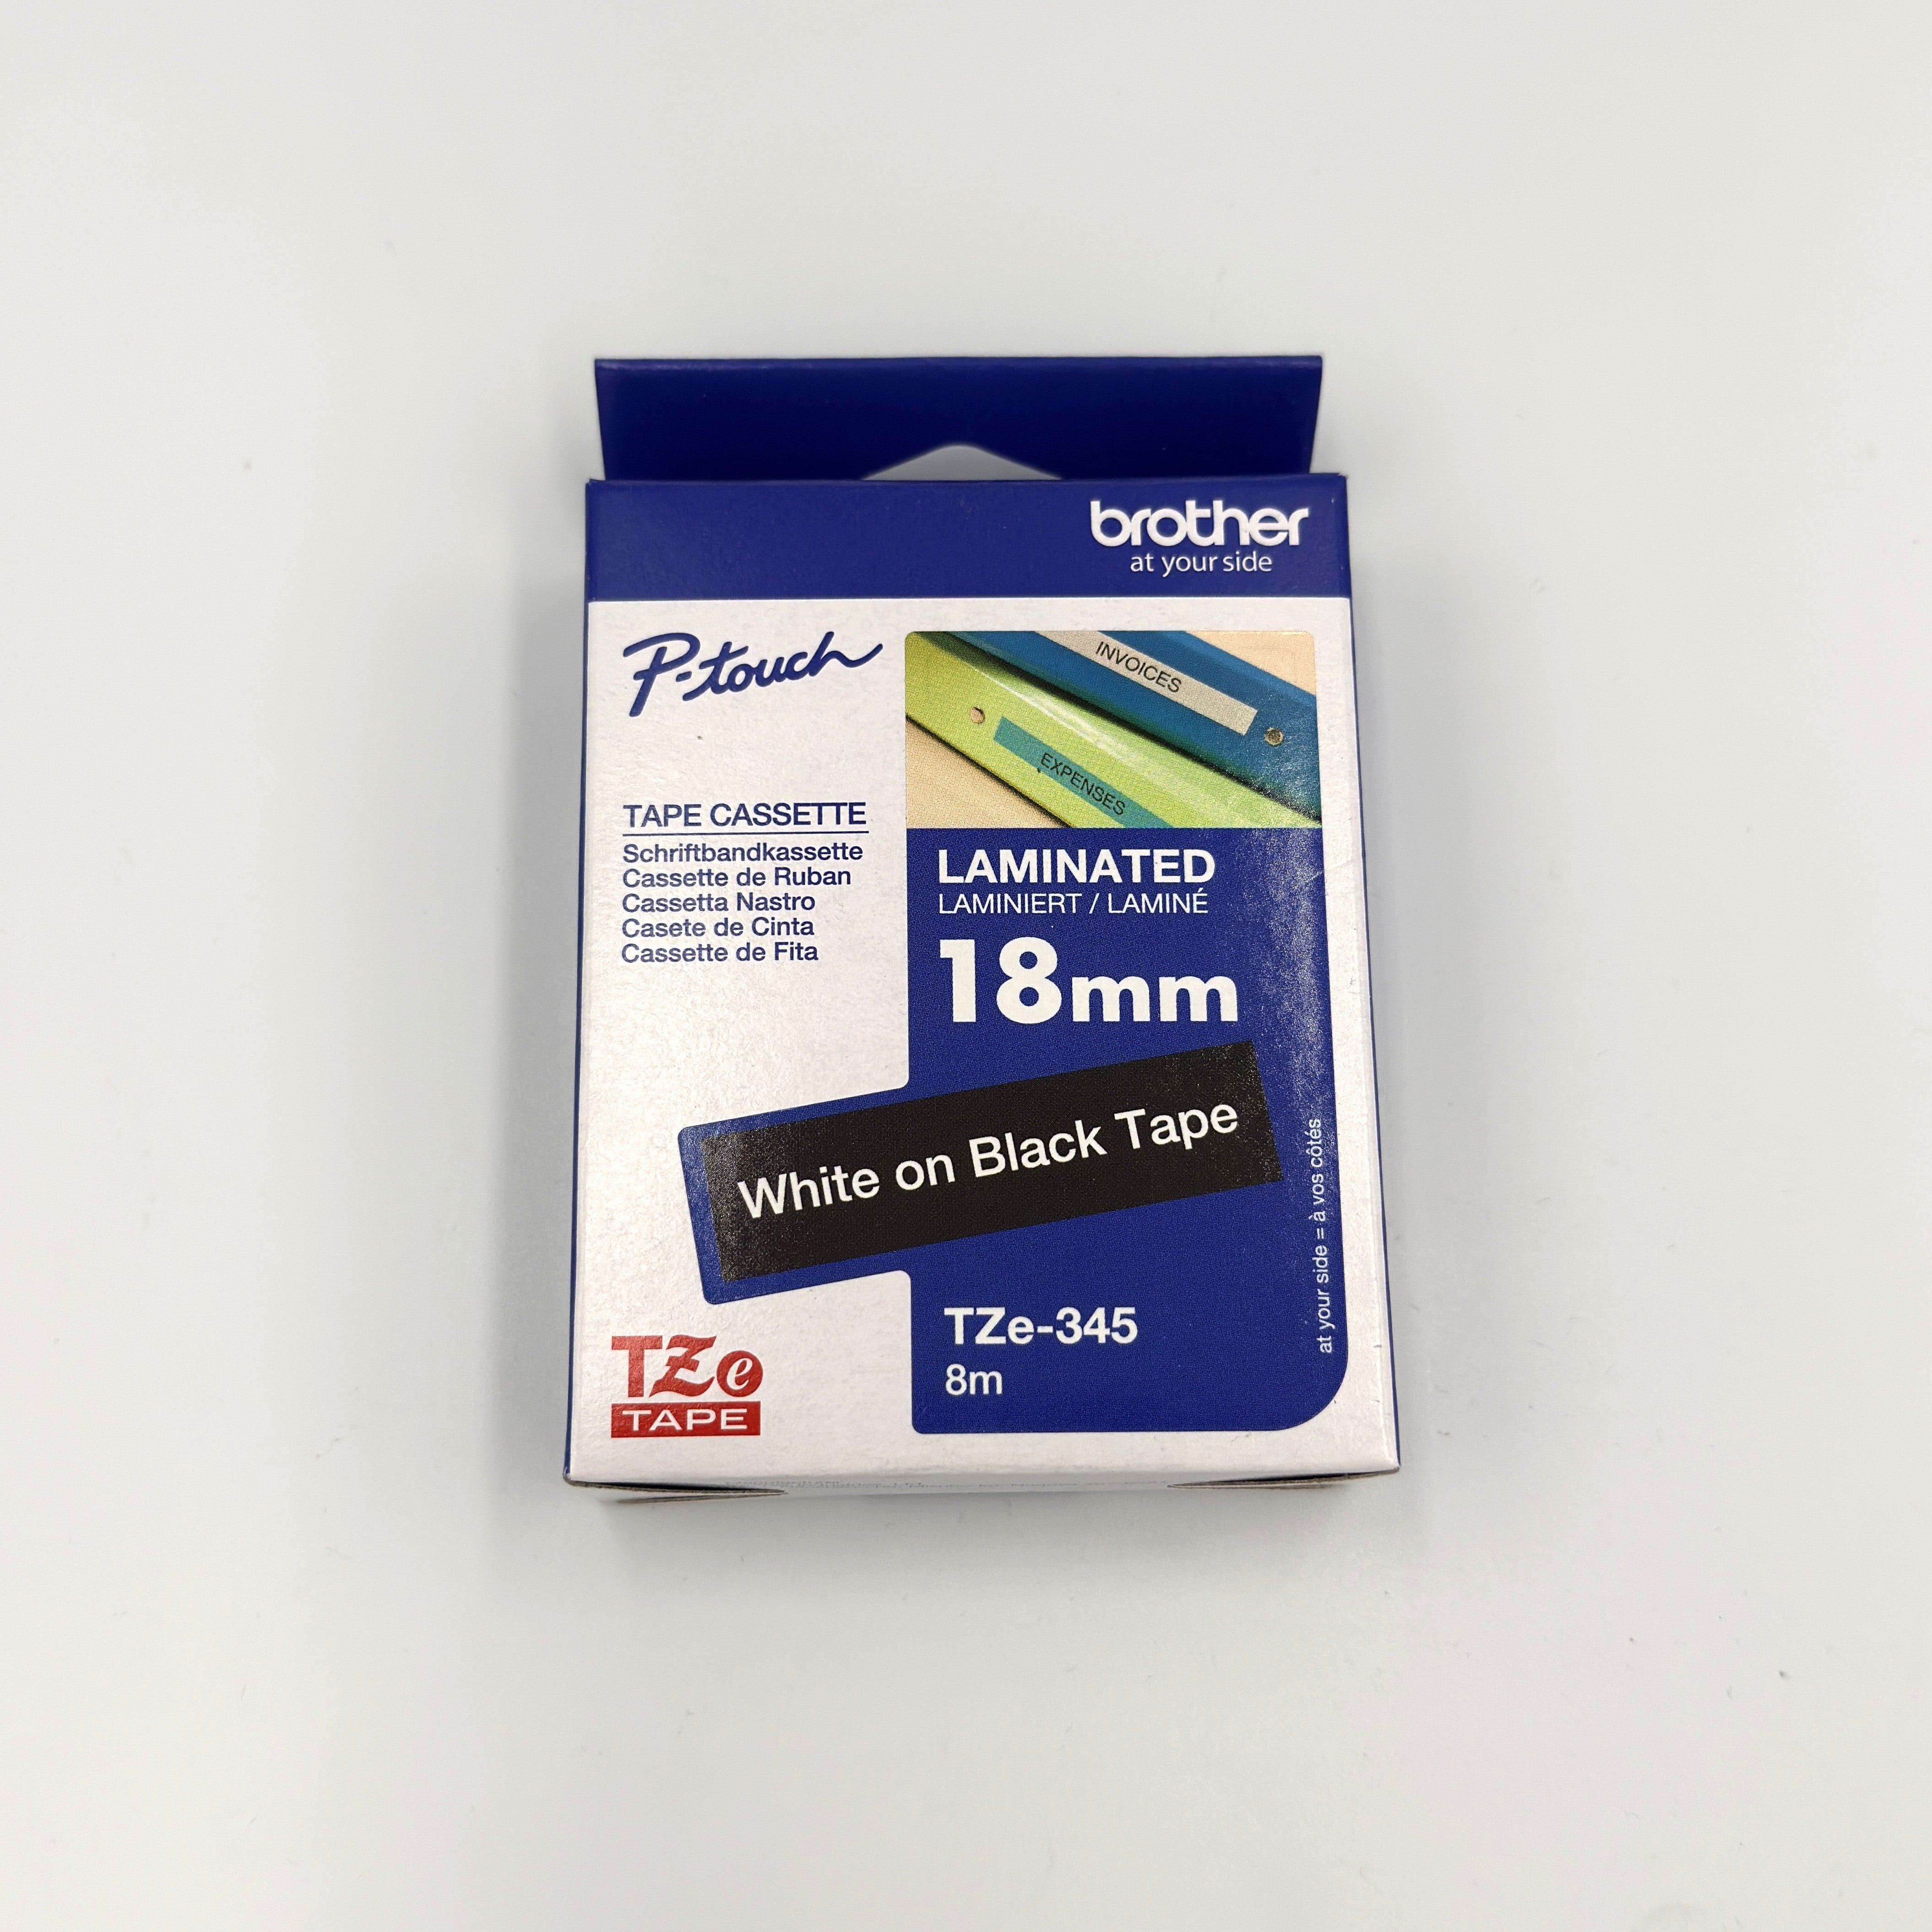 brother
at your side
P-touch
INVOICES
EXPENSES
TAPE CASSETTE
Schriftbandkassette
Cassette de Ruban
Cassetta Nastro
Casete de Cinta
Cassette de Fita
LAMINATED
LAMINIERT / LAMINÉ
18mm
White on Black Tape
at your side = à vos côtés
TZe-345
8m
TZe
TAPE